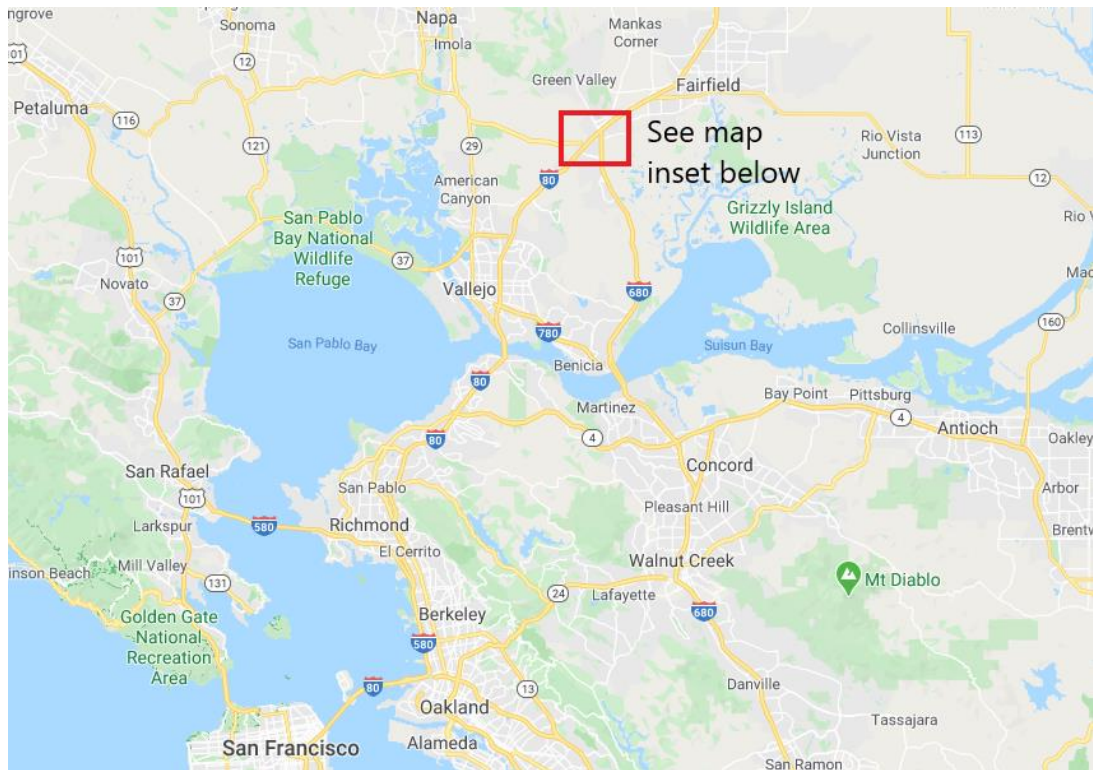 ngrove
Sonoma
Napa
Imola
Mankas
Corner
101
12
Green Valley
Fairfield
Petaluma
116
121
29
See map
inset below
Rio Vista
Junction
113
American
Canyon
80
12
San Pablo
Bay National
Wildlife
Refuge
Grizzly Island
Wildlife Area
Rio V
101
37
Novato
37
Vallejo
680
Mac
San Pablo Bay
780
Suisun Bay
Collinsville
160
Benicia
80
Martinez
Bay Point
Pittsburg
80
4
4
Antioch
Oakley
San Rafael
101
San Pablo
Concord
Arbor
Larkspur
580
Richmond
Pleasant Hill
Brentw
El Cerrito
inson Beach
Mill Valley
131
Walnut Creek
Mt Diablo
24
Lafayette
Golden Gate
National
Recreation
Area
Berkeley
680
580
80
13
Danville
Oakland
Tassajara
San Francisco
Alameda
San Ramon